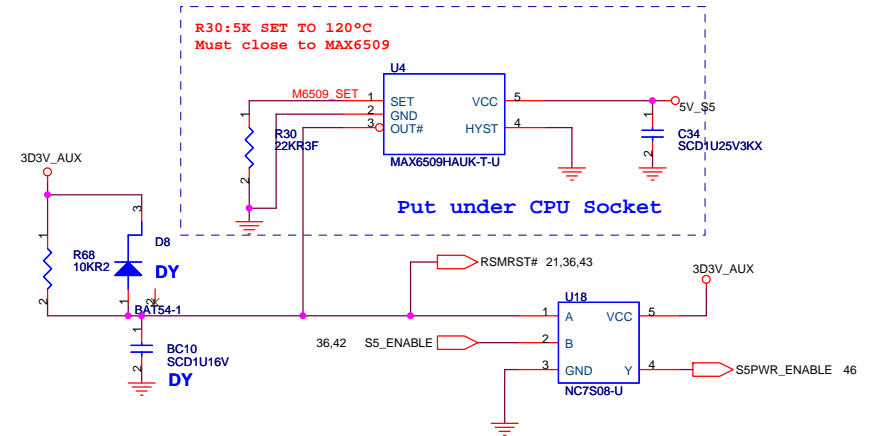 R30:5K SET TO 120°C
Must close to MAX6509
U4
M6509_SET
1 SET
2 GND
3 OUT#
VCC 5
HYST 4
MAX6509HAUK-T-U
5V_S5
1
C34
SCD1U25V3KX
2
1
R30
22KR3F
2
Put under CPU Socket
3D3V_AUX
1
R68
10KR2
2
3
D8
DY
1
2
BAT54-1
1
BC10
SCD1U16V
2
DY
RSMRST# 21,36,43
3D3V_AUX
U18
1 A
2 B
3 GND
VCC 5
Y 4
NC7S08-U
36,42 S5_ENABLE
S5PWR_ENABLE 46